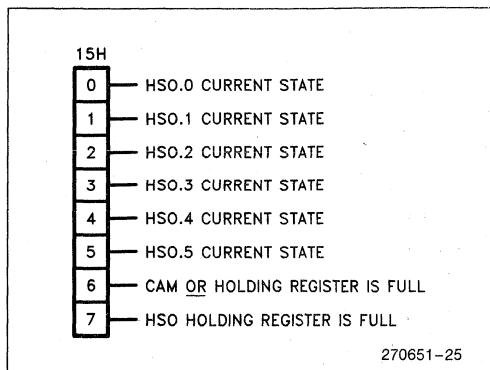 15H
0 HSO.0 CURRENT STATE
1 HSO.1 CURRENT STATE
2 HSO.2 CURRENT STATE
3 HSO.3 CURRENT STATE
4 HSO.4 CURRENT STATE
5 HSO.5 CURRENT STATE
6 CAM OR HOLDING REGISTER IS FULL
7 HSO HOLDING REGISTER IS FULL
270651-25